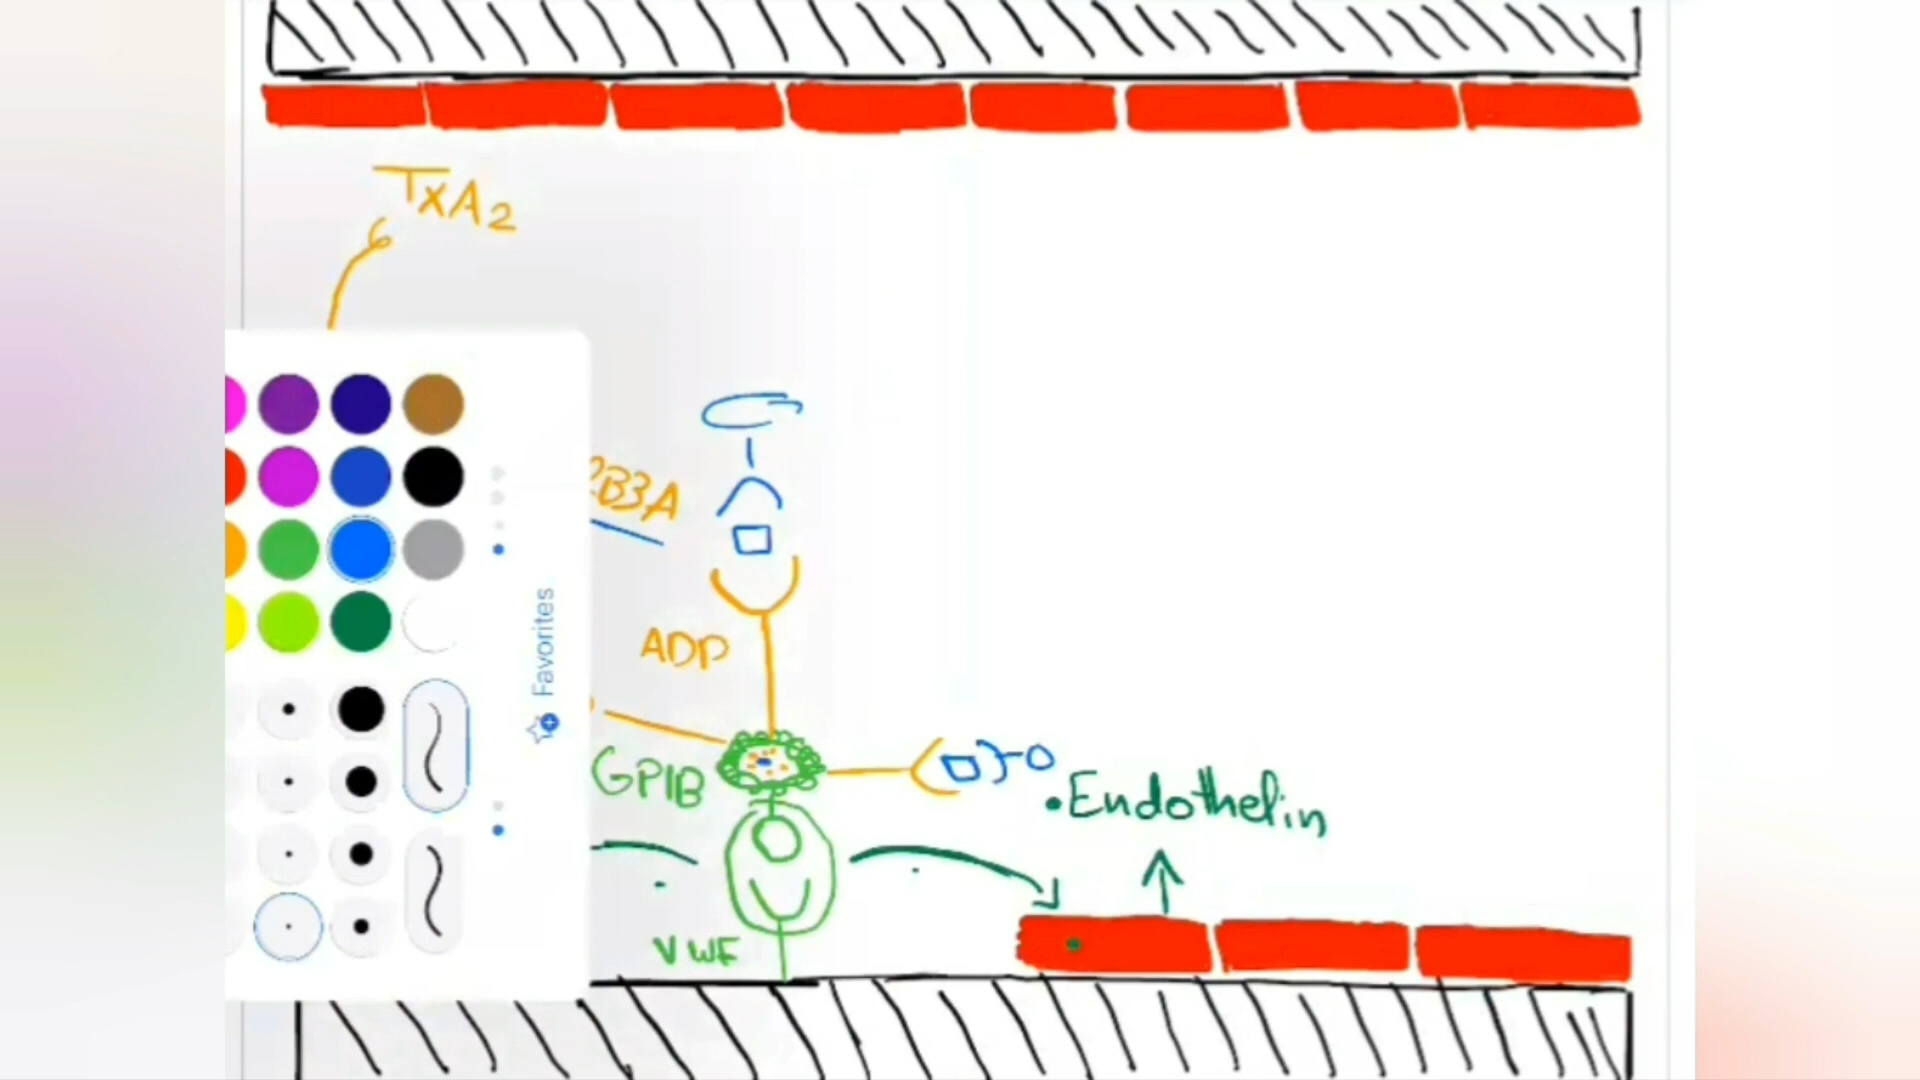 TXA2
2B3A
ADP
Favorites
GPIB
Endothelin
VWF